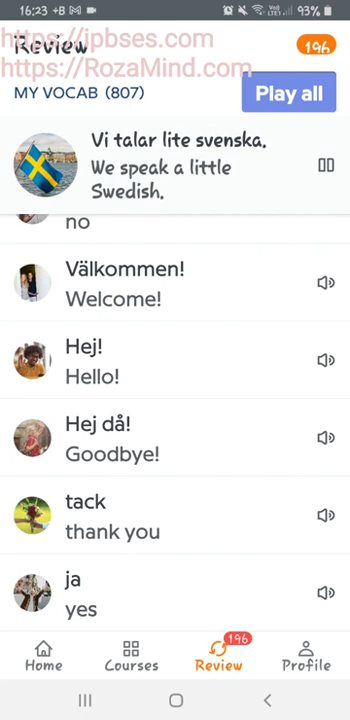 16:23 +B M
93%
https://jpbses.com
Review
196
https://RozaMind.com
MY VOCAB (807)
Play all
Vi talar lite svenska.
We speak a little
Swedish.
no
Välkommen!
Welcome!
Hej!
Hello!
Hej då!
Goodbye!
tack
thank you
ja
yes
196
Home
Courses
Review
Profile